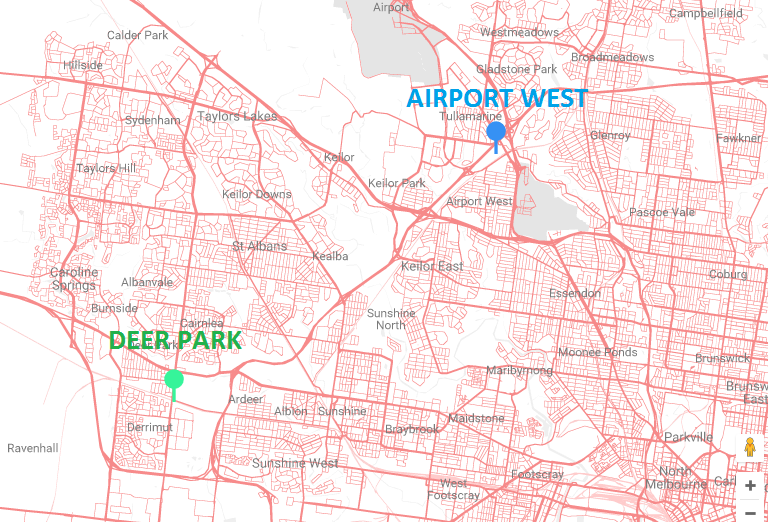 Airport
Campbellfield
Calder Park
Westmeadows
Broadmeadows
Hillside
Gladstone Park
AIRPORT WEST
Tullamarine
Taylors Lakes
Sydenham
Glenroy
Fawkner
Keilor
Taylors Hill
Keilor Park
Keilor Downs
Airport West
Pascoe Vale
St Albans
Kealba
Keilor East
Caroline
Springs
Coburg
Albanvale
Essendon
Burnside
Sunshine
North
Cairnlea
DEER PARK
Moonee Ponds
Brunswick
Maribyrnong
Brunsw
East
Ardeer
Albion
Sunshine
Maidstone
Derrimut
Braybrook
Parkville
Ravenhall
Sunshine West
North
Melbourne
Footscray
West
Footscray
+
−